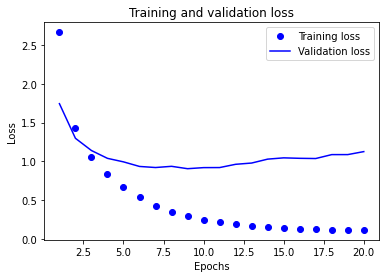 Training and validation loss
Training loss
Validation loss
Loss
2.5
2.0
1.5
1.0
0.5
0.0
2.5 5.0 7.5 10.0 12.5 15.0 17.5 20.0
Epochs